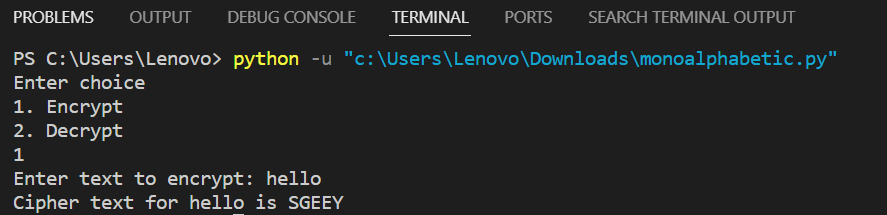 PROBLEMS OUTPUT DEBUG CONSOLE TERMINAL PORTS SEARCH TERMINAL OUTPUT
PS C:\Users\Lenovo> python -u "c:\Users\Lenovo\Downloads\monoalphabetic.py"
Enter choice
1. Encrypt
2. Decrypt
1
Enter text to encrypt: hello
Cipher text for hello is SGEEY